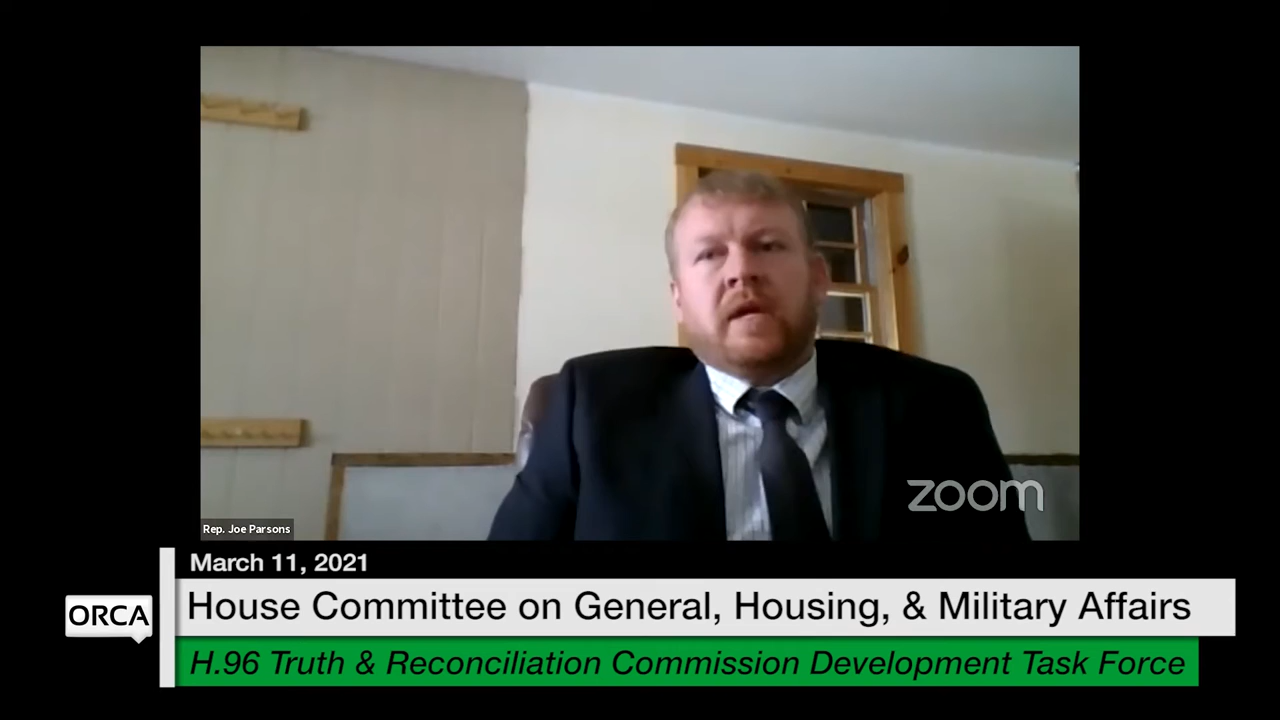 zoom
Rep. Joe Parsons
March 11, 2021
ORCA
House Committee on General, Housing, & Military Affairs
H.96 Truth & Reconciliation Commission Development Task Force